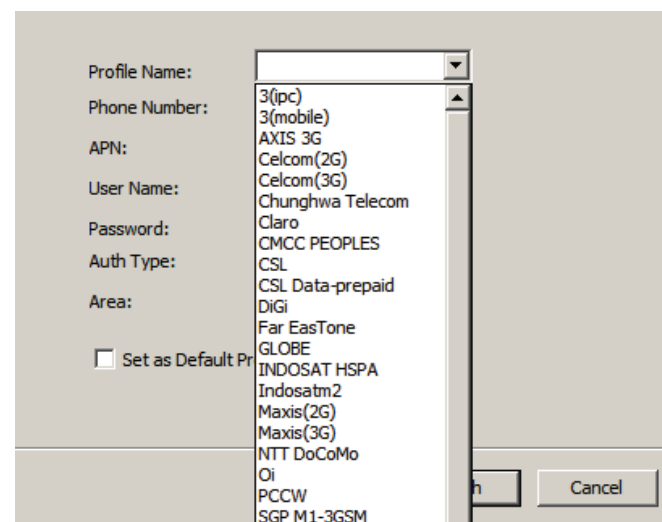 Profile Name:
Phone Number:
APN:
User Name:
Password:
Auth Type:
Area:
Set as Default Pr
3(ipc)
3(mobile)
AXIS 3G
Celcom(2G)
Celcom(3G)
Chunghwa Telecom
Claro
CMCC PEOPLES
CSL
CSL Data-prepaid
DiGi
Far EasTone
GLOBE
INDOSAT HSPA
Indosatm2
Maxis(2G)
Maxis(3G)
NTT DoCoMo
Oi
PCCW
SGP M1-3GSM
h
Cancel